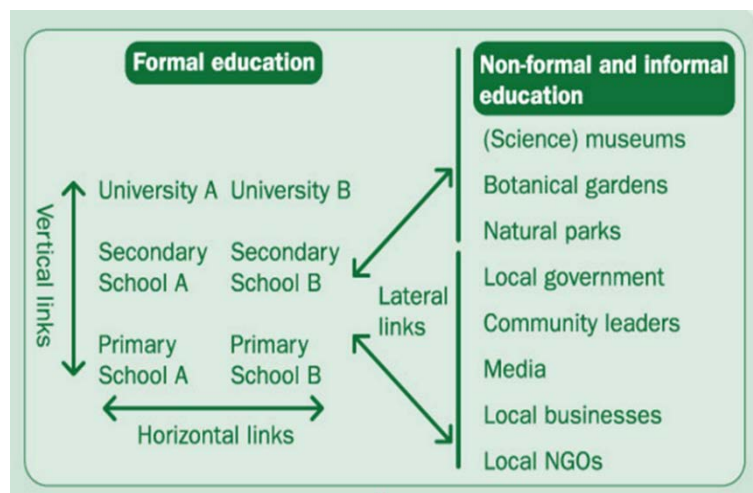 Formal education
Vertical links
University A University B
Secondary Secondary
School A School B
Primary Primary
School A School B
Horizontal links
Lateral
links
Non-formal and informal
education
(Science) museums
Botanical gardens
Natural parks
Local government
Community leaders
Media
Local businesses
Local NGOs